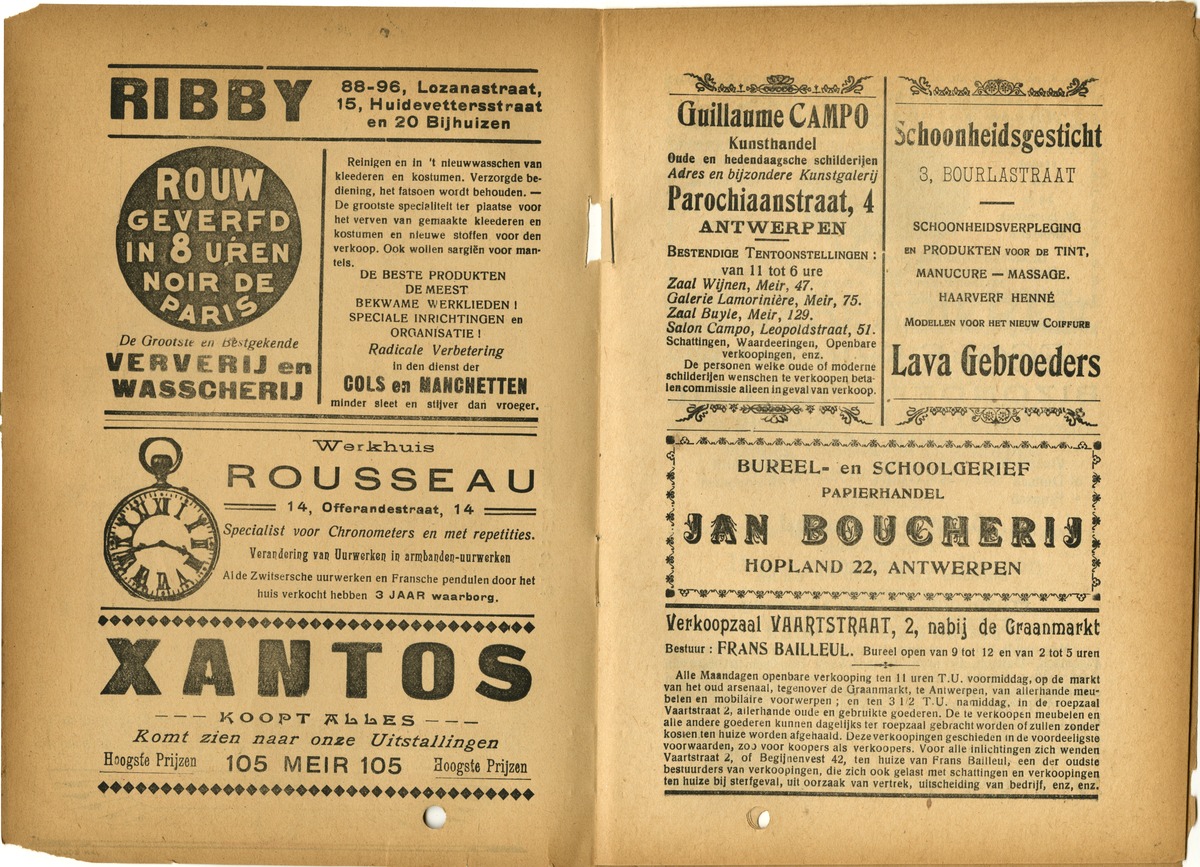 RIBBY
88-96, Lozanastraat,
15, Huidevettersstraat
en 20 Bijhuizen
ROUW
GEVERFD
IN 8 UREN
NOIR DE
PARIS
De Grootste en Bestgekende
VERVERIJ en
WASSCHERIJ
Reinigen en in 't nieuwwasschen van
kleederen en kostumen. Verzorgde be-
diening, het fatsoen wordt behouden. —
De grootste specialiteit ter plaatse voor
het verven van gemaakte kleederen en
kostumen en nieuwe stoffen voor den
verkoop. Ook wollen sargiën voor man-
tels.
DE BESTE PRODUKTEN
DE MEEST
BEKWAME WERKLIEDEN !
SPECIALE INRICHTINGEN en
ORGANISATIE !
Radicale Verbetering
in den dienst der
COLS en MANCHETTEN
minder sleet en stijver dan vroeger.
Werkhuis
ROUSSEAU
14, Offerandestraat, 14
Specialist voor Chronometers en met repetities.
Verandering van Uurwerken in armbanden-uurwerken
Al de Zwitsersche uurwerken en Fransche pendulen door het
huis verkocht hebben 3 JAAR waarborg.
XANTOS
--- KOOPT ALLES ---
Komt zien naar onze Uitstallingen
Hoogste Prijzen 105 MEIR 105 Hoogste Prijzen
Guillaume CAMPO
Kunsthandel
Oude en hedendaagsche schilderijen
Adres en bijzondere Kunstgalerij
Parochiaanstraat, 4
ANTWERPEN
BESTENDIGE TENTOONSTELLINGEN :
van 11 tot 6 ure
Zaal Wijnen, Meir, 47.
Galerie Lamorinière, Meir, 75.
Zaal Buyle, Meir, 129.
Salon Campo, Leopoldstraat, 51.
Schattingen, Waardeeringen, Openbare
verkoopingen, enz.
De personen welke oude of moderne
schilderijen wenschen te verkoopen beta-
len commissie alleen in geval van verkoop.
Schoonheidsgesticht
3, BOURLASTRAAT
SCHOONHEIDSVERPLEGING
EN PRODUKTEN VOOR DE TINT,
MANUCURE — MASSAGE.
HAARVERF HENNÉ
MODELLEN VOOR HET NIEUW COIFFURE
Lava Gebroeders
BUREEL- en SCHOOLGERIEF
PAPIERHANDEL
JAN BOUCHERIJ
HOPLAND 22, ANTWERPEN
Verkoopzaal VAARTSTRAAT, 2, nabij de Graanmarkt
Bestuur : FRANS BAILLEUL. Bureel open van 9 tot 12 en van 2 tot 5 uren
Alle Maandagen openbare verkooping ten 11 uren T.U. voormiddag, op de markt
van het oud arsenaal, tegenover de Graanmarkt, te Antwerpen, van allerhande meu-
belen en mobilaire voorwerpen ; en ten 3 1/2 T.U. namiddag, in de roepzaal
Vaartstraat 2, allerhande oude en gebruikte goederen. De te verkoopen meubelen en
alle andere goederen kunnen dagelijks ter roepzaal gebracht worden of zullen zonder
kosten ten huize worden afgehaald. Deze verkoopingen geschieden in de voordeeligste
voorwaarden, zoo voor koopers als verkoopers. Voor alle inlichtingen zich wenden
Vaartstraat 2, of Begijnenvest 42, ten huize van Frans Bailleul, een der oudste
bestuurders van verkoopingen, die zich ook gelast met schattingen en verkoopingen
ten huize bij sterfgeval, uit oorzaak van vertrek, uitscheiding van bedrijf, enz, enz.